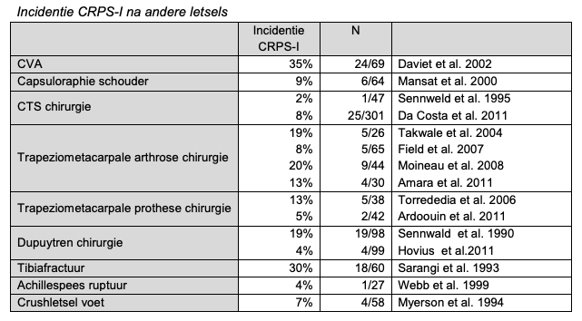 Incidentie CRPS-I na andere letsels
Incidentie CRPS-I N
CVA 35% 24/69 Daviet et al. 2002
Capsuloraphie schouder 9% 6/64 Mansat et al. 2000
CTS chirurgie 2% 1/47 Sennweld et al. 1995
8% 25/301 Da Costa et al. 2011
Trapeziometacarpale arthrose chirurgie 19% 5/26 Takwale et al. 2004
8% 5/65 Field et al. 2007
20% 9/44 Moineau et al. 2008
13% 4/30 Amara et al. 2011
Trapeziometacarpale prothese chirurgie 13% 5/38 Torrededia et al. 2006
5% 2/42 Ardoouin et al. 2011
Dupuytren chirurgie 19% 19/98 Sennwald et al. 1990
4% 4/99 Hovius et al.2011
Tibiafractuur 30% 18/60 Sarangi et al. 1993
Achillespees ruptuur 4% 1/27 Webb et al. 1999
Crushletsel voet 7% 4/58 Myerson et al. 1994